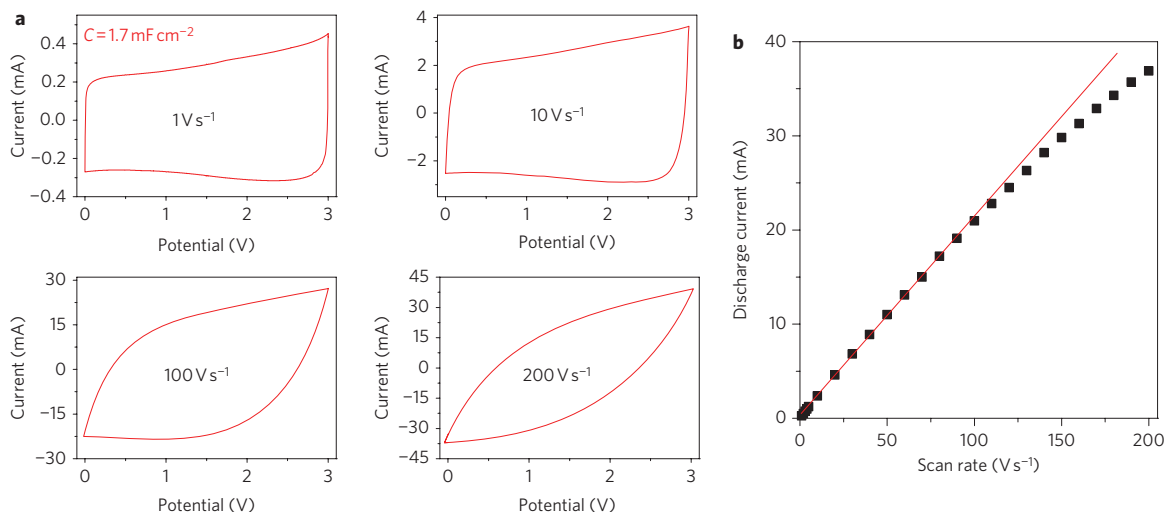 a
C = 1.7 mF cm−2
Current (mA)
0.4
0.2
0.0
−0.2
−0.4
1 V s−1
0 1 2 3
Potential (V)
Current (mA)
4
2
0
−2
10 V s−1
0 1 2 3
Potential (V)
Current (mA)
30
15
0
−15
−30
100 V s−1
0 1 2 3
Potential (V)
Current (mA)
45
30
15
0
−15
−30
−45
200 V s−1
0 1 2 3
Potential (V)
b
Discharge current (mA)
40
30
20
10
0
0 50 100 150 200
Scan rate (V s−1)